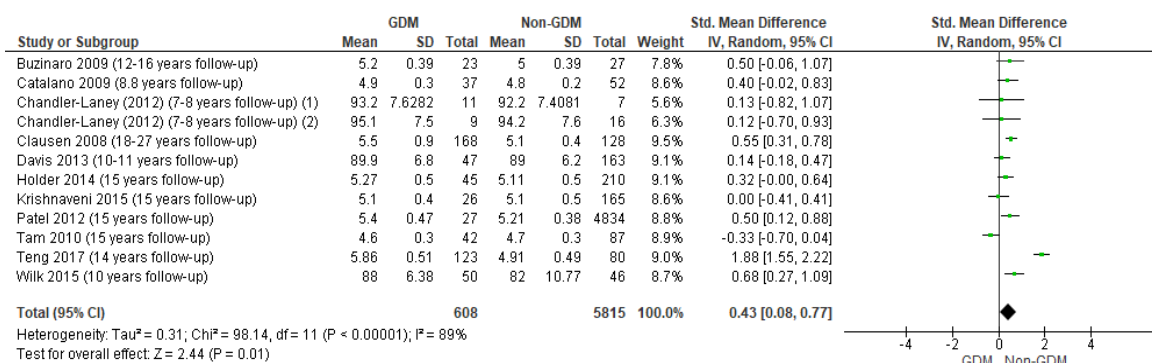 GDM Non-GDM Std. Mean Difference Std. Mean Difference
Study or Subgroup Mean SD Total Mean SD Total Weight IV, Random, 95% CI IV, Random, 95% CI
Buzinaro 2009 (12-16 years follow-up) 5.2 0.39 23 5 0.39 27 7.8% 0.50 [-0.06, 1.07]
Catalano 2009 (8.8 years follow-up) 4.9 0.3 37 4.8 0.2 52 8.6% 0.40 [-0.02, 0.83]
Chandler-Laney (2012) (7-8 years follow-up) (1) 93.2 7.6282 11 92.2 7.4081 7 5.6% 0.13 [-0.82, 1.07]
Chandler-Laney (2012) (7-8 years follow-up) (2) 95.1 7.5 9 94.2 7.6 16 6.3% 0.12 [-0.70, 0.93]
Clausen 2008 (18-27 years follow-up) 5.5 0.9 168 5.1 0.4 128 9.5% 0.55 [0.31, 0.78]
Davis 2013 (10-11 years follow-up) 89.9 6.8 47 89 6.2 163 9.1% 0.14 [-0.18, 0.47]
Holder 2014 (15 years follow-up) 5.27 0.5 45 5.11 0.5 210 9.1% 0.32 [-0.00, 0.64]
Krishnaveni 2015 (15 years follow-up) 5.1 0.4 26 5.1 0.5 165 8.7% 0.00 [-0.41, 0.41]
Patel 2012 (15 years follow-up) 5.4 0.47 27 5.21 0.38 4834 8.8% 0.50 [0.12, 0.88]
Tam 2010 (15 years follow-up) 4.6 0.3 42 4.7 0.3 87 8.9% -0.33 [-0.70, 0.04]
Teng 2017 (14 years follow-up) 5.86 0.51 123 4.91 0.49 80 9.0% 1.88 [1.55, 2.22]
Wilk 2015 (10 years follow-up) 88 6.38 50 82 10.77 46 8.7% 0.68 [0.27, 1.09]
Total (95% CI) 608 5815 100.0% 0.43 [0.08, 0.77]
Heterogeneity: Tau² = 0.31; Chi² = 98.14, df = 11 (P < 0.00001); I² = 89%
Test for overall effect: Z = 2.44 (P = 0.01)
-4 -2 0 2 4
GDM Non-GDM